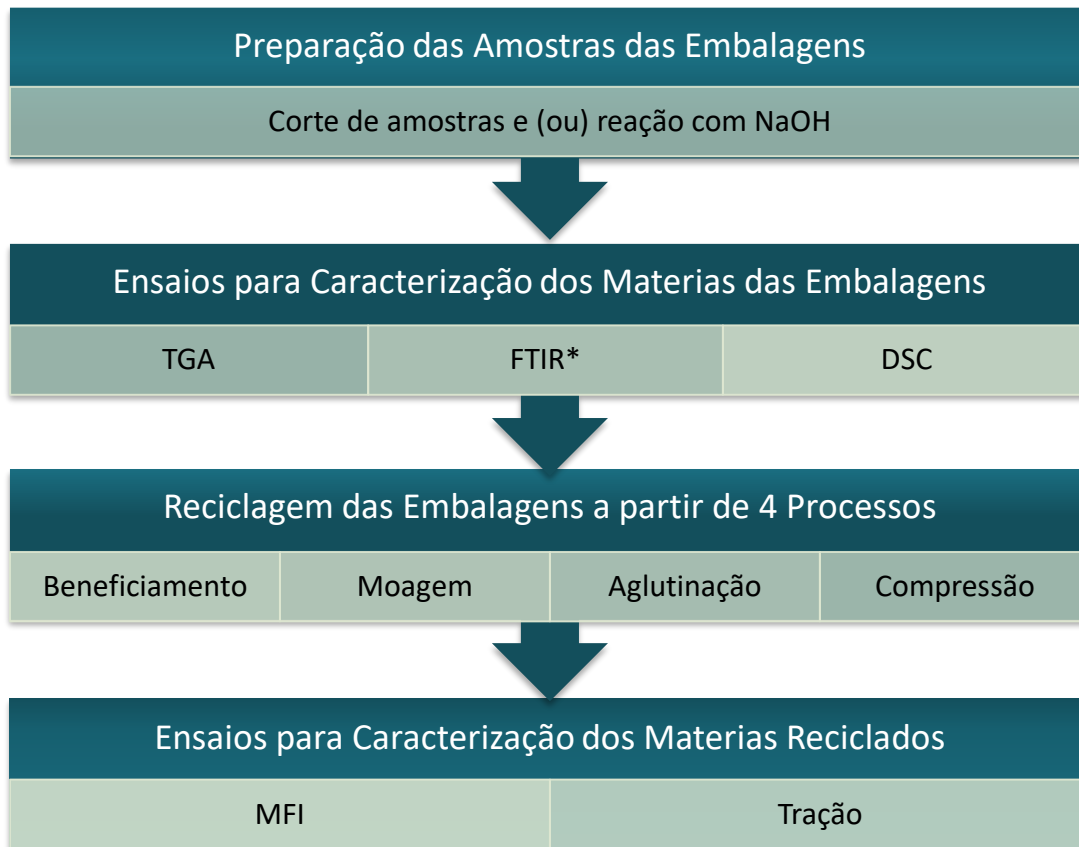 Preparação das Amostras das Embalagens
Corte de amostras e (ou) reação com NaOH
Ensaios para Caracterização dos Materias das Embalagens
TGA
FTIR*
DSC
Reciclagem das Embalagens a partir de 4 Processos
Beneficiamento
Moagem
Aglutinação
Compressão
Ensaios para Caracterização dos Materias Reciclados
MFI
Tração